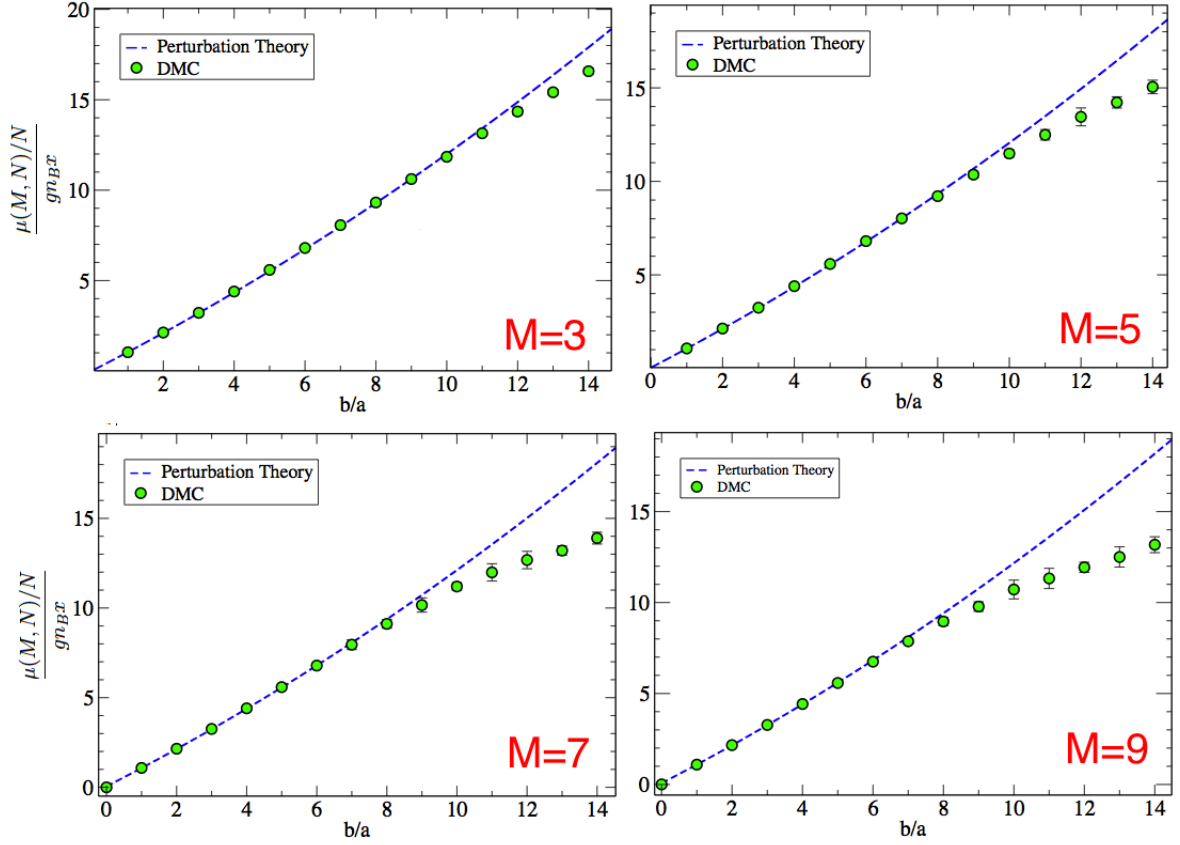 20
Perturbation Theory
DMC
15
10
5
μ(M, N)/N
gn_Bx
M=3
2 4 6 8 10 12 14
b/a
Perturbation Theory
DMC
15
10
5
0
M=5
0 2 4 6 8 10 12 14
b/a
Perturbation Theory
DMC
15
10
5
0
μ(M, N)/N
gn_Bx
M=7
0 2 4 6 8 10 12 14
b/a
Perturbation Theory
DMC
15
10
5
0
M=9
0 2 4 6 8 10 12 14
b/a